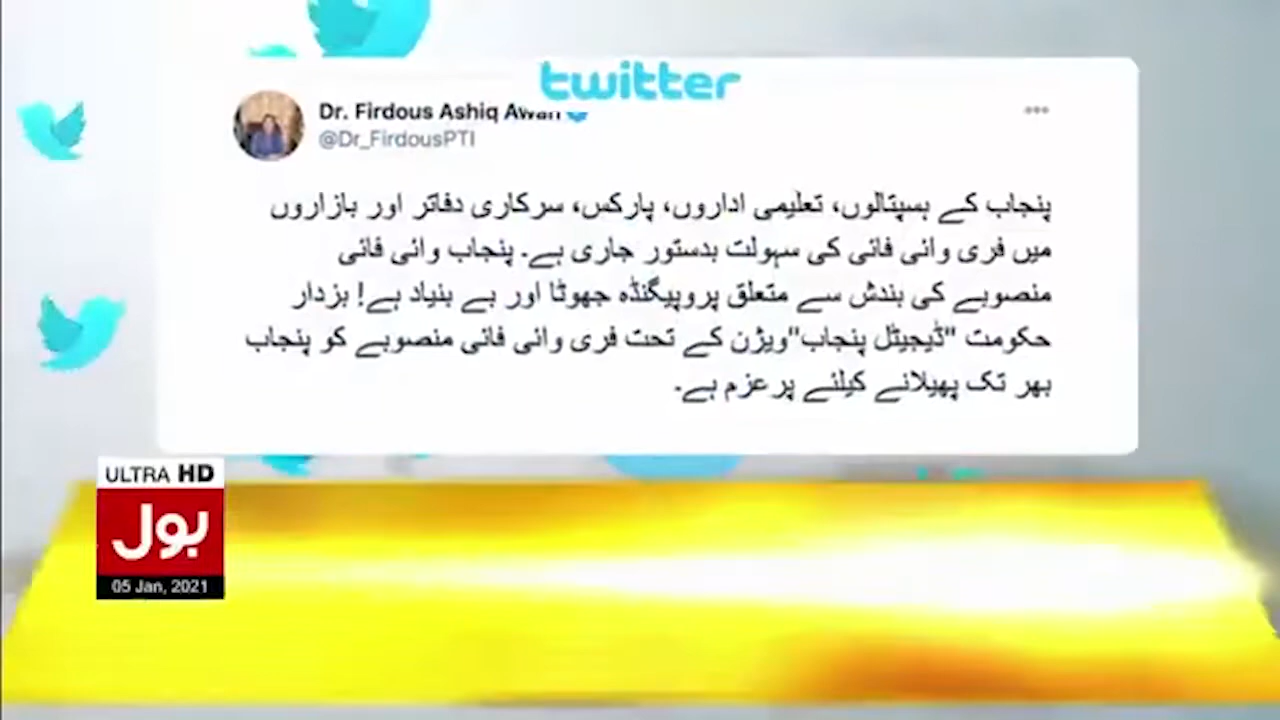 twitter
Dr. Firdous Ashiq Awan
@Dr_FirdousPTI
پنجاب کے ہسپتالوں، تعلیمی اداروں، پارکس، سرکاری دفاتر اور بازاروں
میں فری وائی فائی کی سہولت بدستور جاری ہے۔ پنجاب وائی فائی
منصوبے کی بندش سے متعلق پروپیگنڈہ جھوٹا اور بے بنیاد ہے! بزدار
حکومت "ڈیجیٹل پنجاب"ویژن کے تحت فری وائی فائی منصوبے کو پنجاب
بھر تک پھیلانے کیلئے پرعزم ہے۔
ULTRA HD
بول
05 Jan, 2021